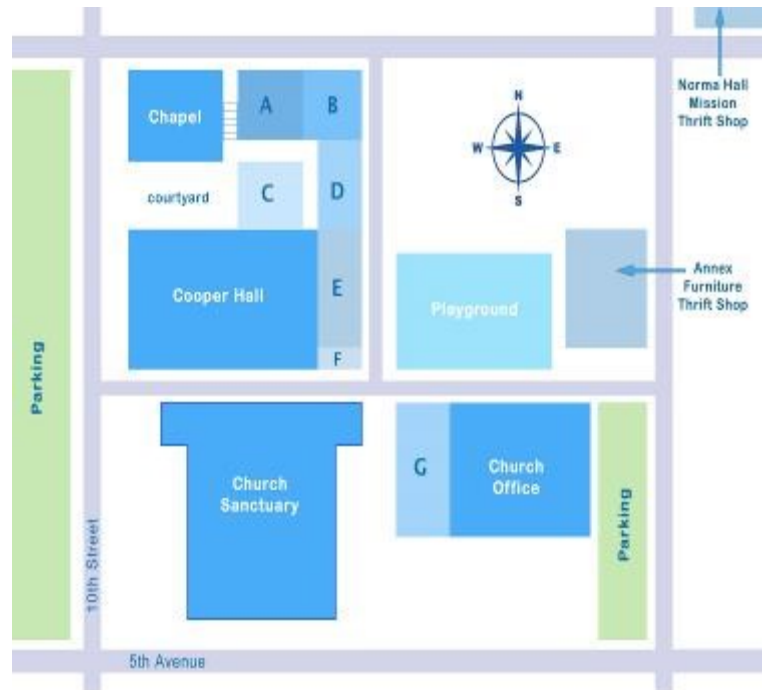 Norma Hall
Mission
Thrift Shop
Chapel
A
B
N
W
E
S
courtyard
C
D
Cooper Hall
E
Playground
Annex
Furniture
Thrift Shop
F
Parking
Church
Sanctuary
G
Church
Office
Parking
10th Street
5th Avenue